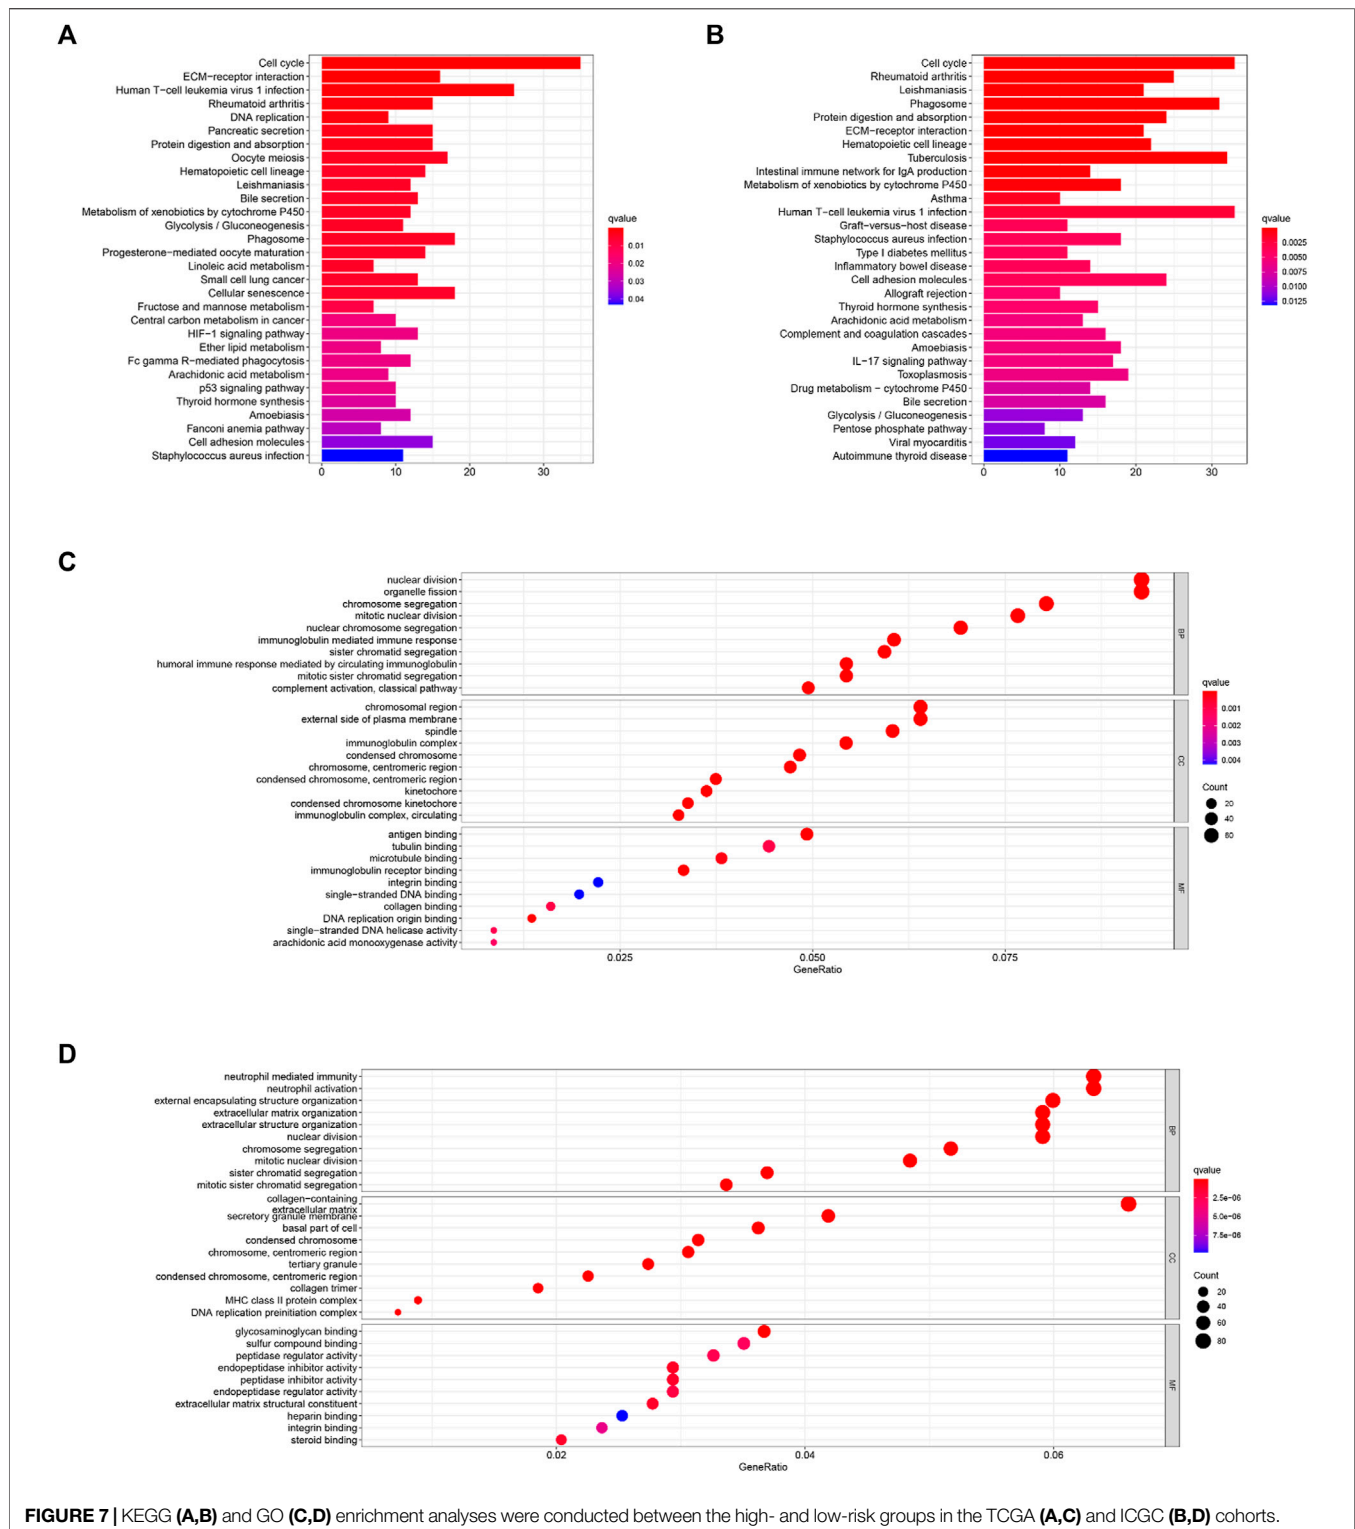 A
Cell cycle
ECM−receptor interaction
Human T−cell leukemia virus 1 infection
Rheumatoid arthritis
DNA replication
Pancreatic secretion
Protein digestion and absorption
Oocyte meiosis
Hematopoietic cell lineage
Leishmaniasis
Bile secretion
Metabolism of xenobiotics by cytochrome P450
Glycolysis / Gluconeogenesis
Phagosome
Progesterone−mediated oocyte maturation
Linoleic acid metabolism
Small cell lung cancer
Cellular senescence
Fructose and mannose metabolism
Central carbon metabolism in cancer
HIF−1 signaling pathway
Ether lipid metabolism
Fc gamma R−mediated phagocytosis
Arachidonic acid metabolism
p53 signaling pathway
Thyroid hormone synthesis
Amoebiasis
Fanconi anemia pathway
Cell adhesion molecules
Staphylococcus aureus infection
0 10 20 30
qvalue
0.01
0.02
0.03
0.04
B
Cell cycle
Rheumatoid arthritis
Leishmaniasis
Phagosome
Protein digestion and absorption
ECM−receptor interaction
Hematopoietic cell lineage
Tuberculosis
Intestinal immune network for IgA production
Metabolism of xenobiotics by cytochrome P450
Asthma
Human T−cell leukemia virus 1 infection
Graft−versus−host disease
Staphylococcus aureus infection
Type I diabetes mellitus
Inflammatory bowel disease
Cell adhesion molecules
Allograft rejection
Thyroid hormone synthesis
Arachidonic acid metabolism
Complement and coagulation cascades
Amoebiasis
IL−17 signaling pathway
Toxoplasmosis
Drug metabolism − cytochrome P450
Bile secretion
Glycolysis / Gluconeogenesis
Pentose phosphate pathway
Viral myocarditis
Autoimmune thyroid disease
0 10 20 30
qvalue
0.0025
0.0050
0.0075
0.0100
0.0125
C
nuclear division
organelle fission
chromosome segregation
mitotic nuclear division
nuclear chromosome segregation
immunoglobulin mediated immune response
sister chromatid segregation
humoral immune response mediated by circulating immunoglobulin
mitotic sister chromatid segregation
complement activation, classical pathway
BP
chromosomal region
external side of plasma membrane
spindle
immunoglobulin complex
condensed chromosome
chromosome, centromeric region
condensed chromosome, centromeric region
kinetochore
condensed chromosome kinetochore
immunoglobulin complex, circulating
CC
antigen binding
tubulin binding
microtubule binding
immunoglobulin receptor binding
integrin binding
single−stranded DNA binding
collagen binding
DNA replication origin binding
single−stranded DNA helicase activity
arachidonic acid monooxygenase activity
MF
0.025 0.050 0.075
GeneRatio
qvalue
0.001
0.002
0.003
0.004
Count
20
40
60
D
neutrophil mediated immunity
neutrophil activation
external encapsulating structure organization
extracellular matrix organization
extracellular structure organization
nuclear division
chromosome segregation
mitotic nuclear division
sister chromatid segregation
mitotic sister chromatid segregation
BP
collagen−containing
extracellular matrix
secretory granule membrane
basal part of cell
condensed chromosome
chromosome, centromeric region
tertiary granule
condensed chromosome, centromeric region
collagen trimer
MHC class II protein complex
DNA replication preinitiation complex
CC
glycosaminoglycan binding
sulfur compound binding
peptidase regulator activity
endopeptidase inhibitor activity
peptidase inhibitor activity
endopeptidase regulator activity
extracellular matrix structural constituent
heparin binding
integrin binding
steroid binding
MF
0.02 0.04 0.06
GeneRatio
qvalue
2.5e−06
5.0e−06
7.5e−06
Count
20
40
60
80
FIGURE 7 | KEGG (A,B) and GO (C,D) enrichment analyses were conducted between the high- and low-risk groups in the TCGA (A,C) and ICGC (B,D) cohorts.